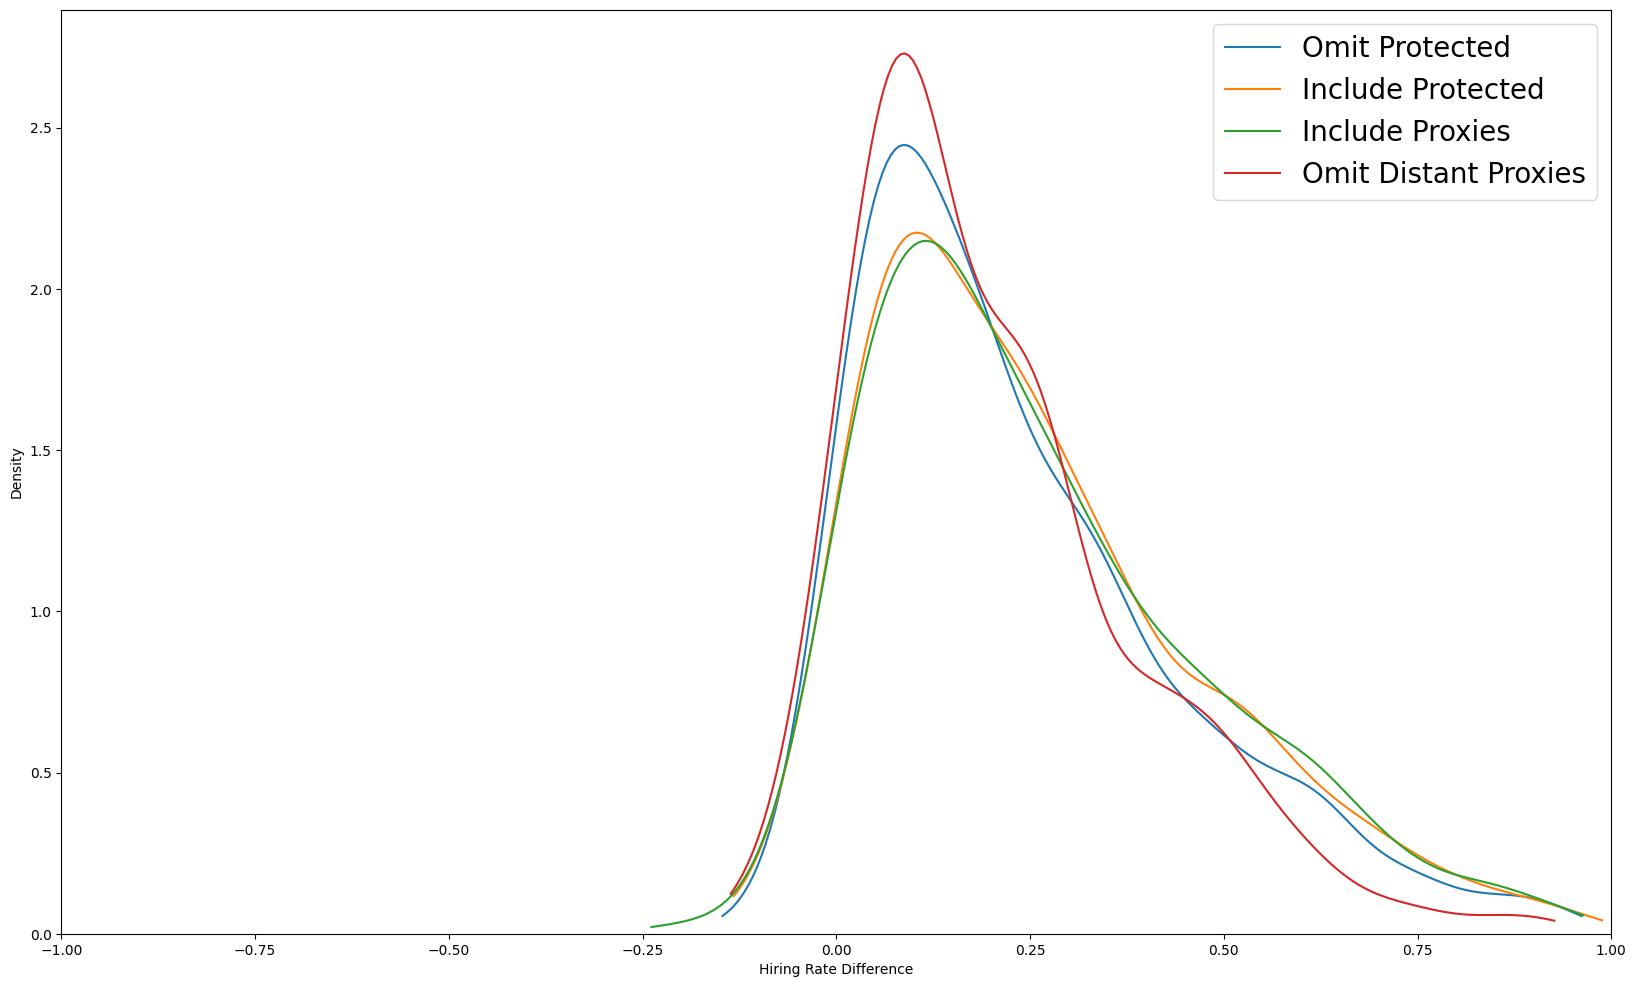 Omit Protected
Include Protected
Include Proxies
Omit Distant Proxies
Density
2.5
2.0
1.5
1.0
0.5
0.0
−1.00 −0.75 −0.50 −0.25 0.00 0.25 0.50 0.75 1.00
Hiring Rate Difference